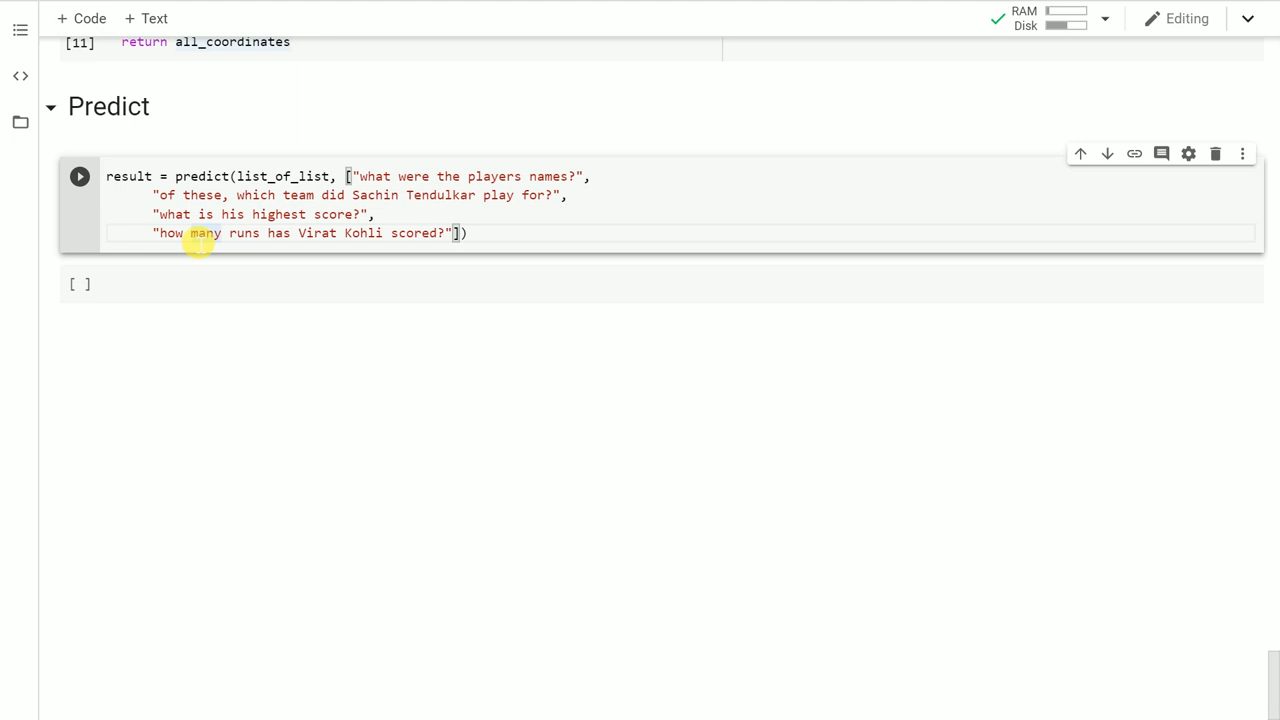 + Code + Text
RAM
Disk
Editing
[11] return all_coordinates
Predict
result = predict(list_of_list, ["what were the players names?",
"of these, which team did Sachin Tendulkar play for?",
"what is his highest score?",
"how many runs has Virat Kohli scored?"])
[ ]